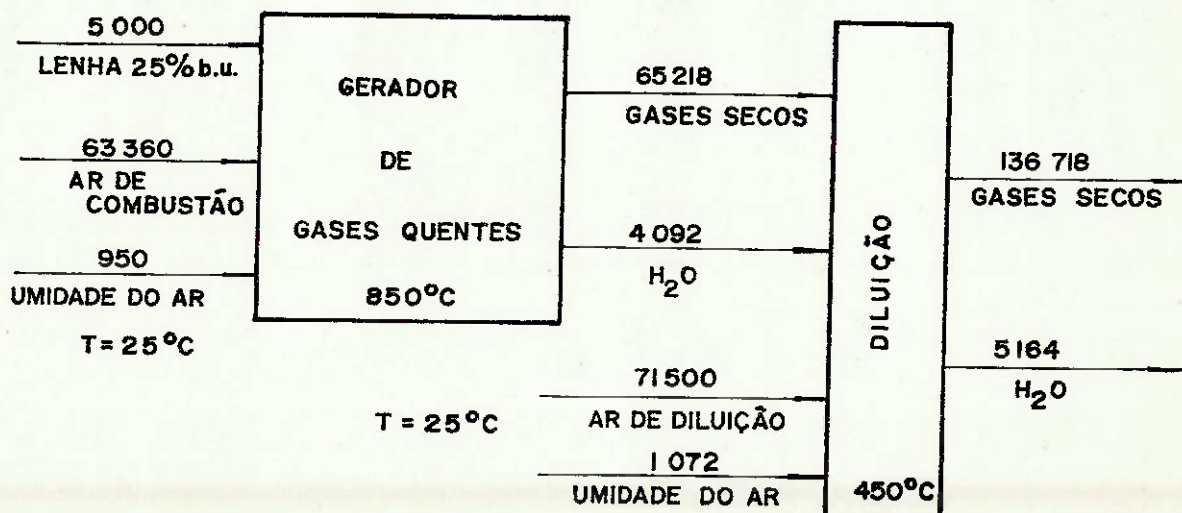 5 000
LENHA 25% b.u.
63 360
AR DE
COMBUSTÃO
950
UMIDADE DO AR
T = 25°C
GERADOR
DE
GASES QUENTES
850°C
65 218
GASES SECOS
4 092
H₂O
T = 25°C
71 500
AR DE DILUIÇÃO
1 072
UMIDADE DO AR
DILUIÇÃO
450°C
136 718
GASES SECOS
5 164
H₂O